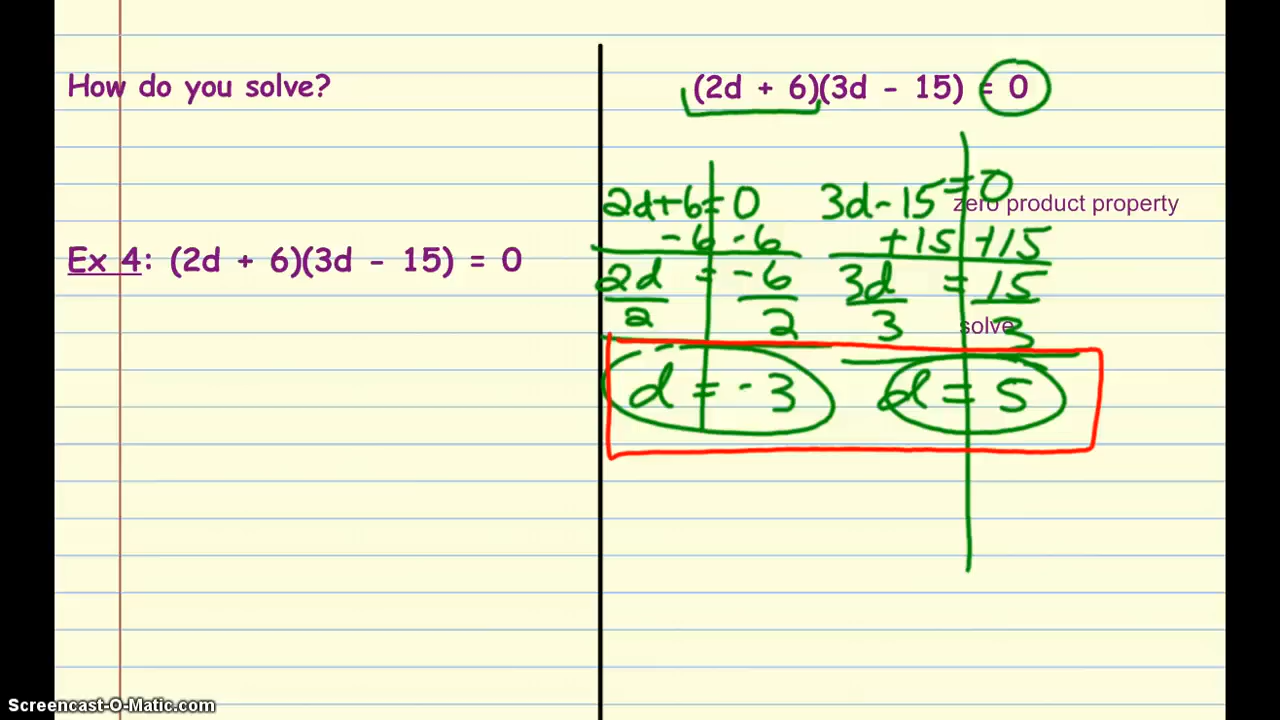 How do you solve?
(2d + 6)(3d - 15) = 0
Ex 4: (2d + 6)(3d - 15) = 0
2d+6=0
-6 -6
2d = -6
2 2
d = -3
3d-15=0
zero product property
+15 +15
3d = 15
3 3
solve
d = 5
Screencast-O-Matic.com